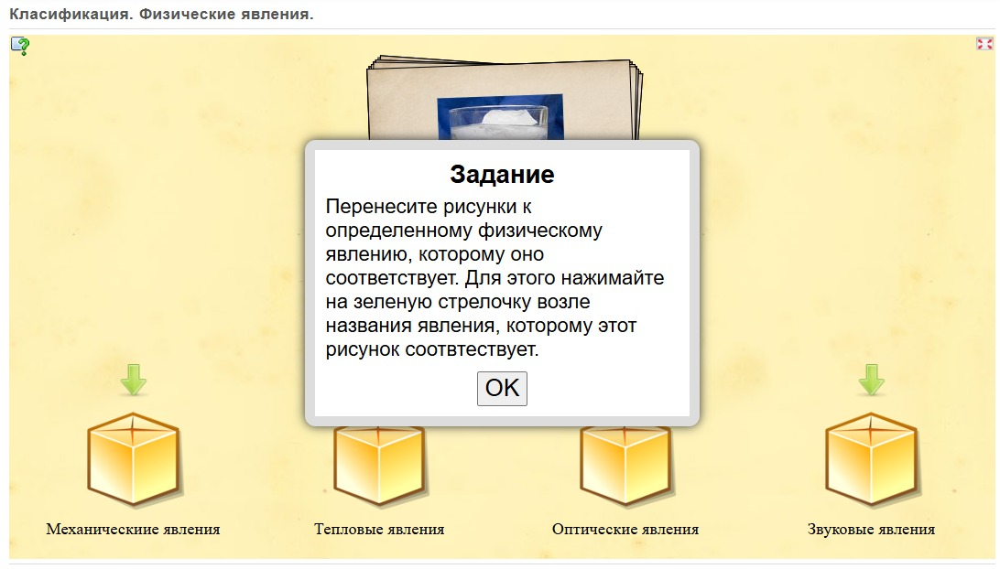 Класификация. Физические явления.
Задание
Перенесите рисунки к
определенному физическому
явлению, которому оно
соответствует. Для этого нажимайте
на зеленую стрелочку возле
названия явления, которому этот
рисунок соотвтествует.
OK
Механическиие явления
Тепловые явления
Оптические явления
Звуковые явления